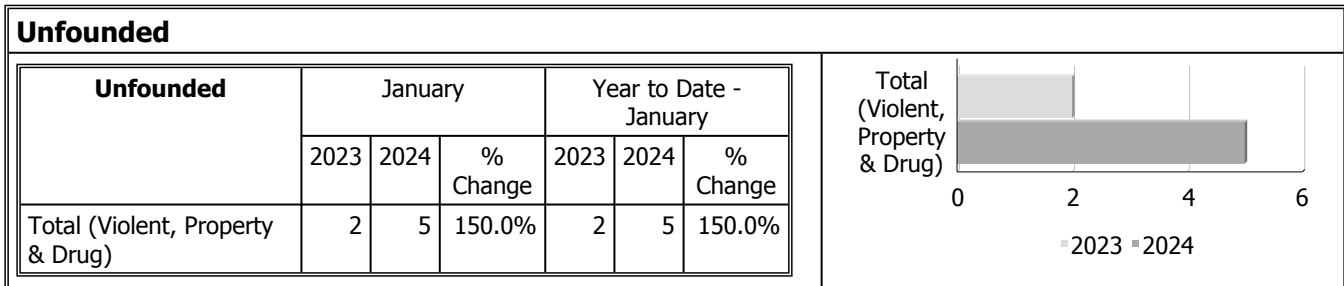 Unfounded
Unfounded
January
Year to Date -
January
2023 2024 %
Change
2023 2024 %
Change
Total (Violent, Property
& Drug)
2 5 150.0% 2 5 150.0%
Total
(Violent,
Property
& Drug)
0 2 4 6
2023 2024